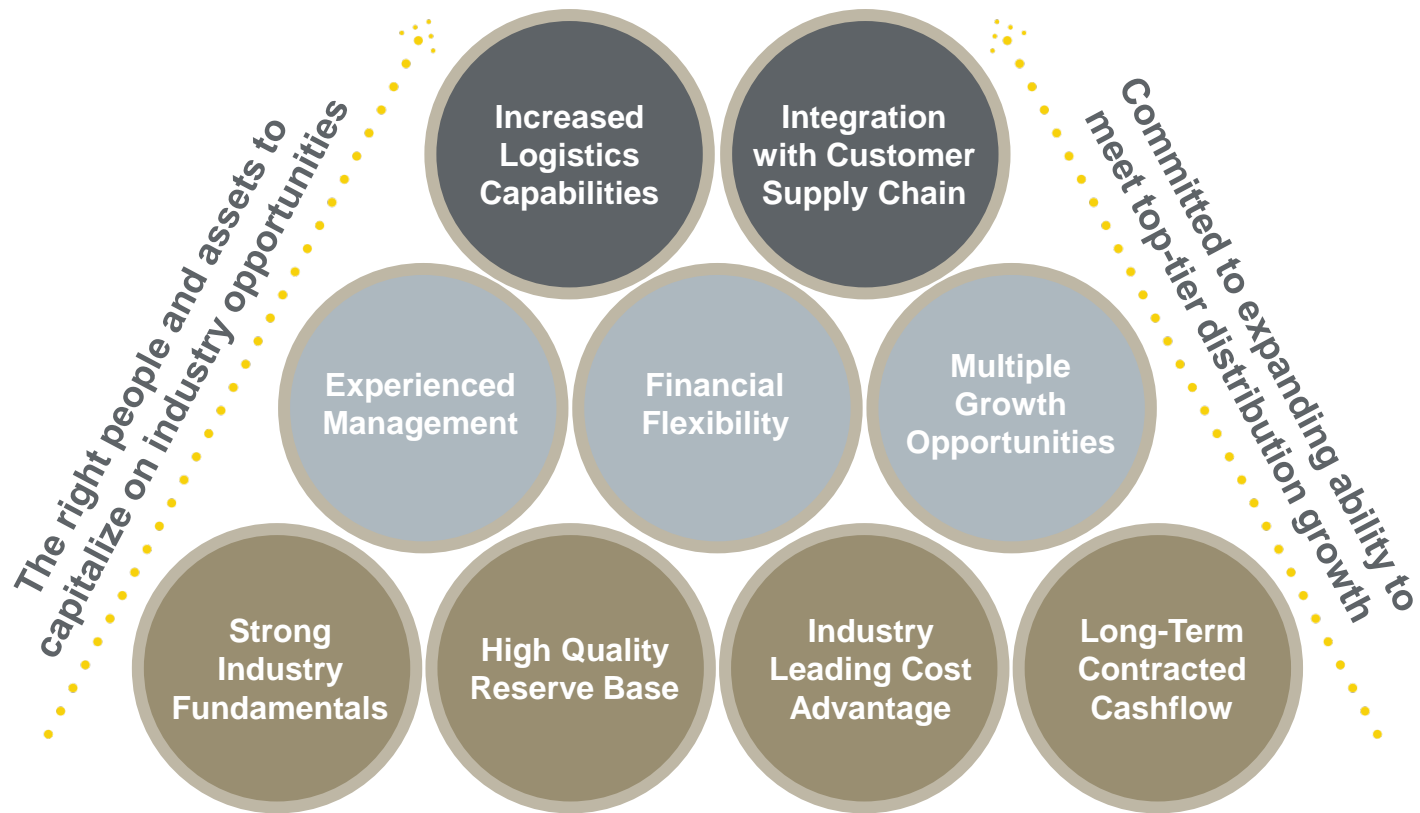 The right people and assets to
capitalize on industry opportunities
Increased
Logistics
Capabilities
Integration
with Customer
Supply Chain
Committed to expanding ability to
meet top-tier distribution growth
Experienced
Management
Financial
Flexibility
Multiple
Growth
Opportunities
Strong
Industry
Fundamentals
High Quality
Reserve Base
Industry
Leading Cost
Advantage
Long-Term
Contracted
Cashflow